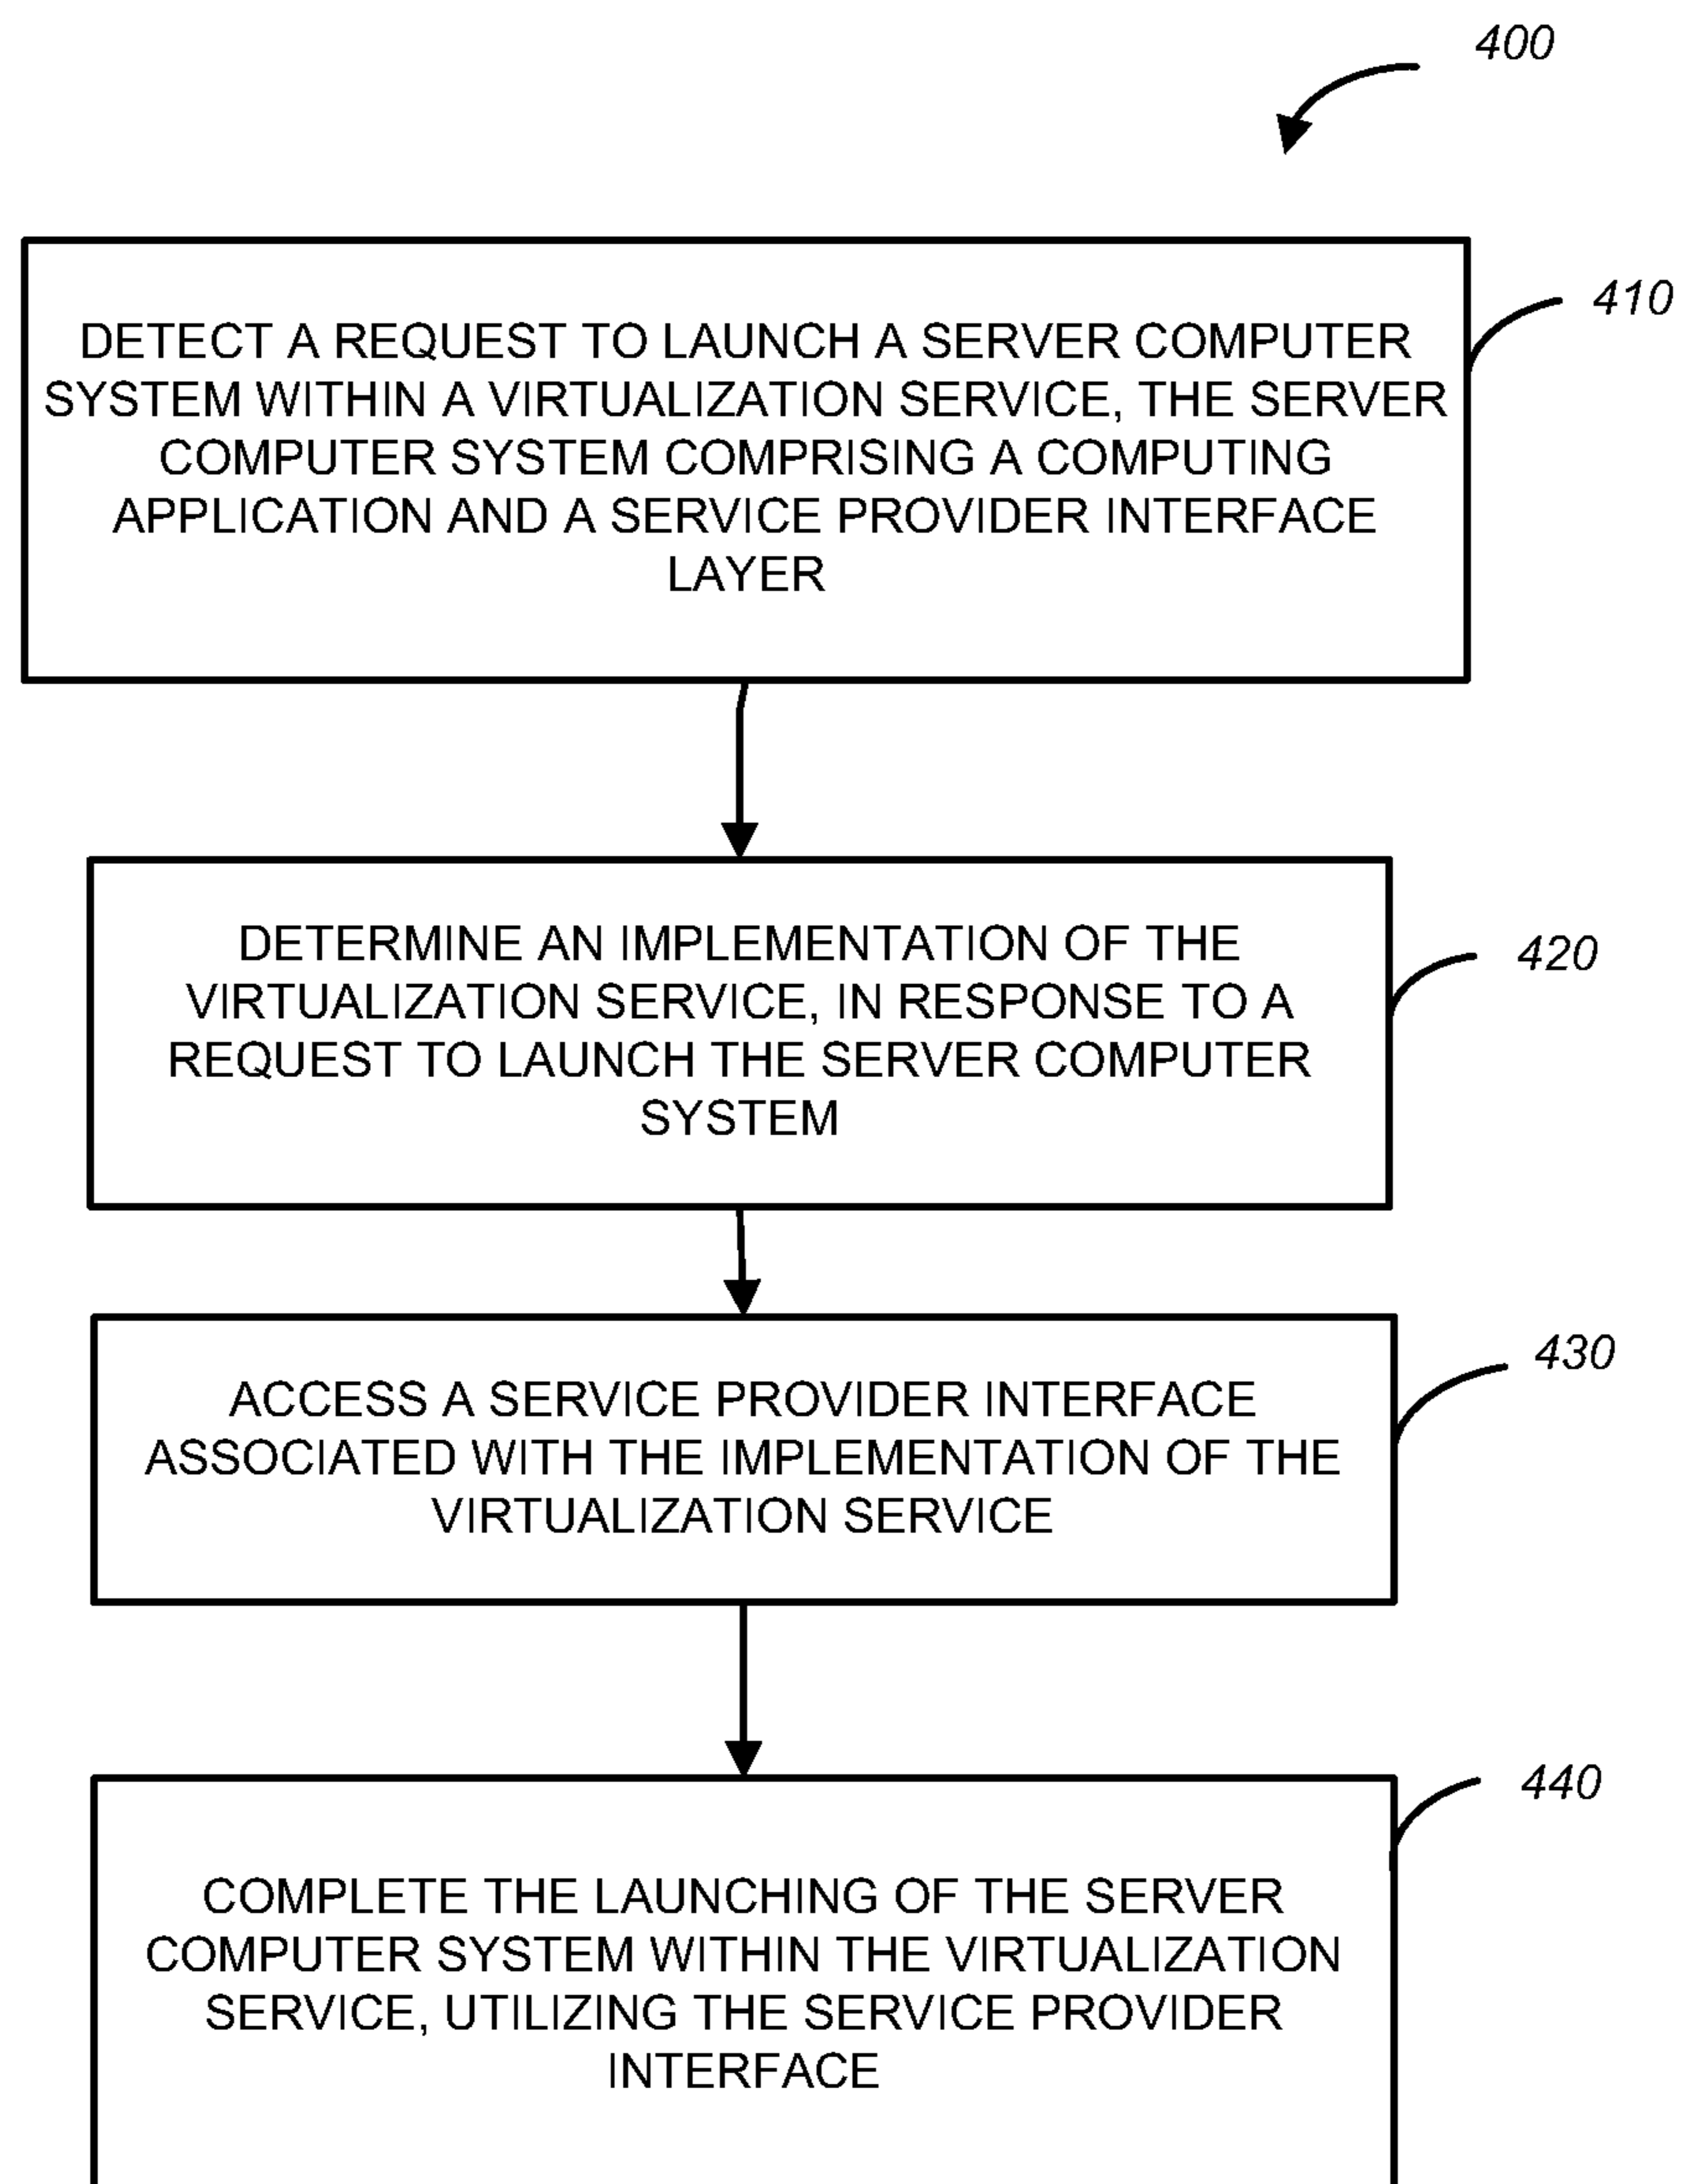 400
410
DETECT A REQUEST TO LAUNCH A SERVER COMPUTER
SYSTEM WITHIN A VIRTUALIZATION SERVICE, THE SERVER
COMPUTER SYSTEM COMPRISING A COMPUTING
APPLICATION AND A SERVICE PROVIDER INTERFACE
LAYER
420
DETERMINE AN IMPLEMENTATION OF THE
VIRTUALIZATION SERVICE, IN RESPONSE TO A
REQUEST TO LAUNCH THE SERVER COMPUTER
SYSTEM
430
ACCESS A SERVICE PROVIDER INTERFACE
ASSOCIATED WITH THE IMPLEMENTATION OF THE
VIRTUALIZATION SERVICE
440
COMPLETE THE LAUNCHING OF THE SERVER
COMPUTER SYSTEM WITHIN THE VIRTUALIZATION
SERVICE, UTILIZING THE SERVICE PROVIDER
INTERFACE